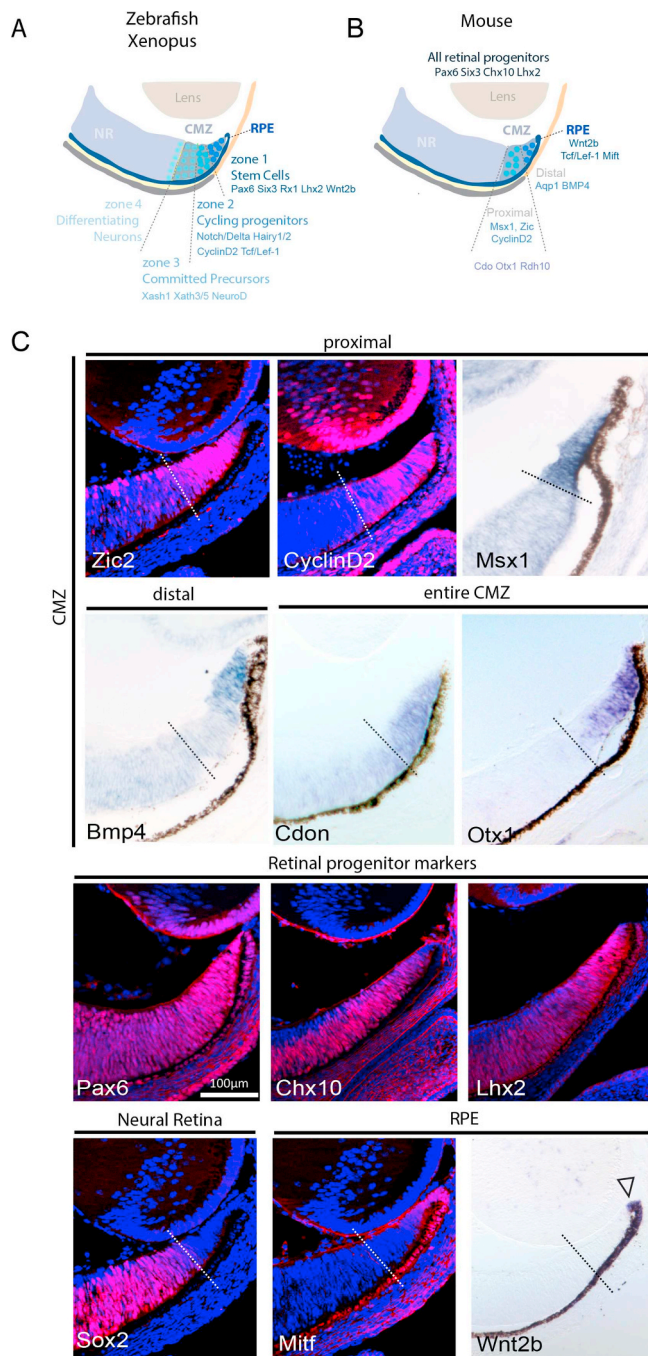 A
Zebrafish
Xenopus
Lens
NR
CMZ
RPE
zone 1
Stem Cells
Pax6 Six3 Rx1 Lhx2 Wnt2b
zone 4
Differentiating
Neurons
zone 2
Cycling progenitors
Notch/Delta Hairy1/2
CyclinD2 Tcf/Lef-1
zone 3
Committed Precursors
Xash1 Xath3/5 NeuroD
B
Mouse
All retinal progenitors
Pax6 Six3 Chx10 Lhx2
Lens
NR
CMZ
RPE
Wnt2b
Tcf/Lef-1 Mift
Distal
Aqp1 BMP4
Proximal
Msx1, Zic
CyclinD2
Cdo Otx1 Rdh10
C
proximal
CMZ
Zic2
CyclinD2
Msx1
distal
entire CMZ
Bmp4
Cdon
Otx1
Retinal progenitor markers
Pax6
100μm
Chx10
Lhx2
Neural Retina
RPE
Sox2
Mitf
Wnt2b